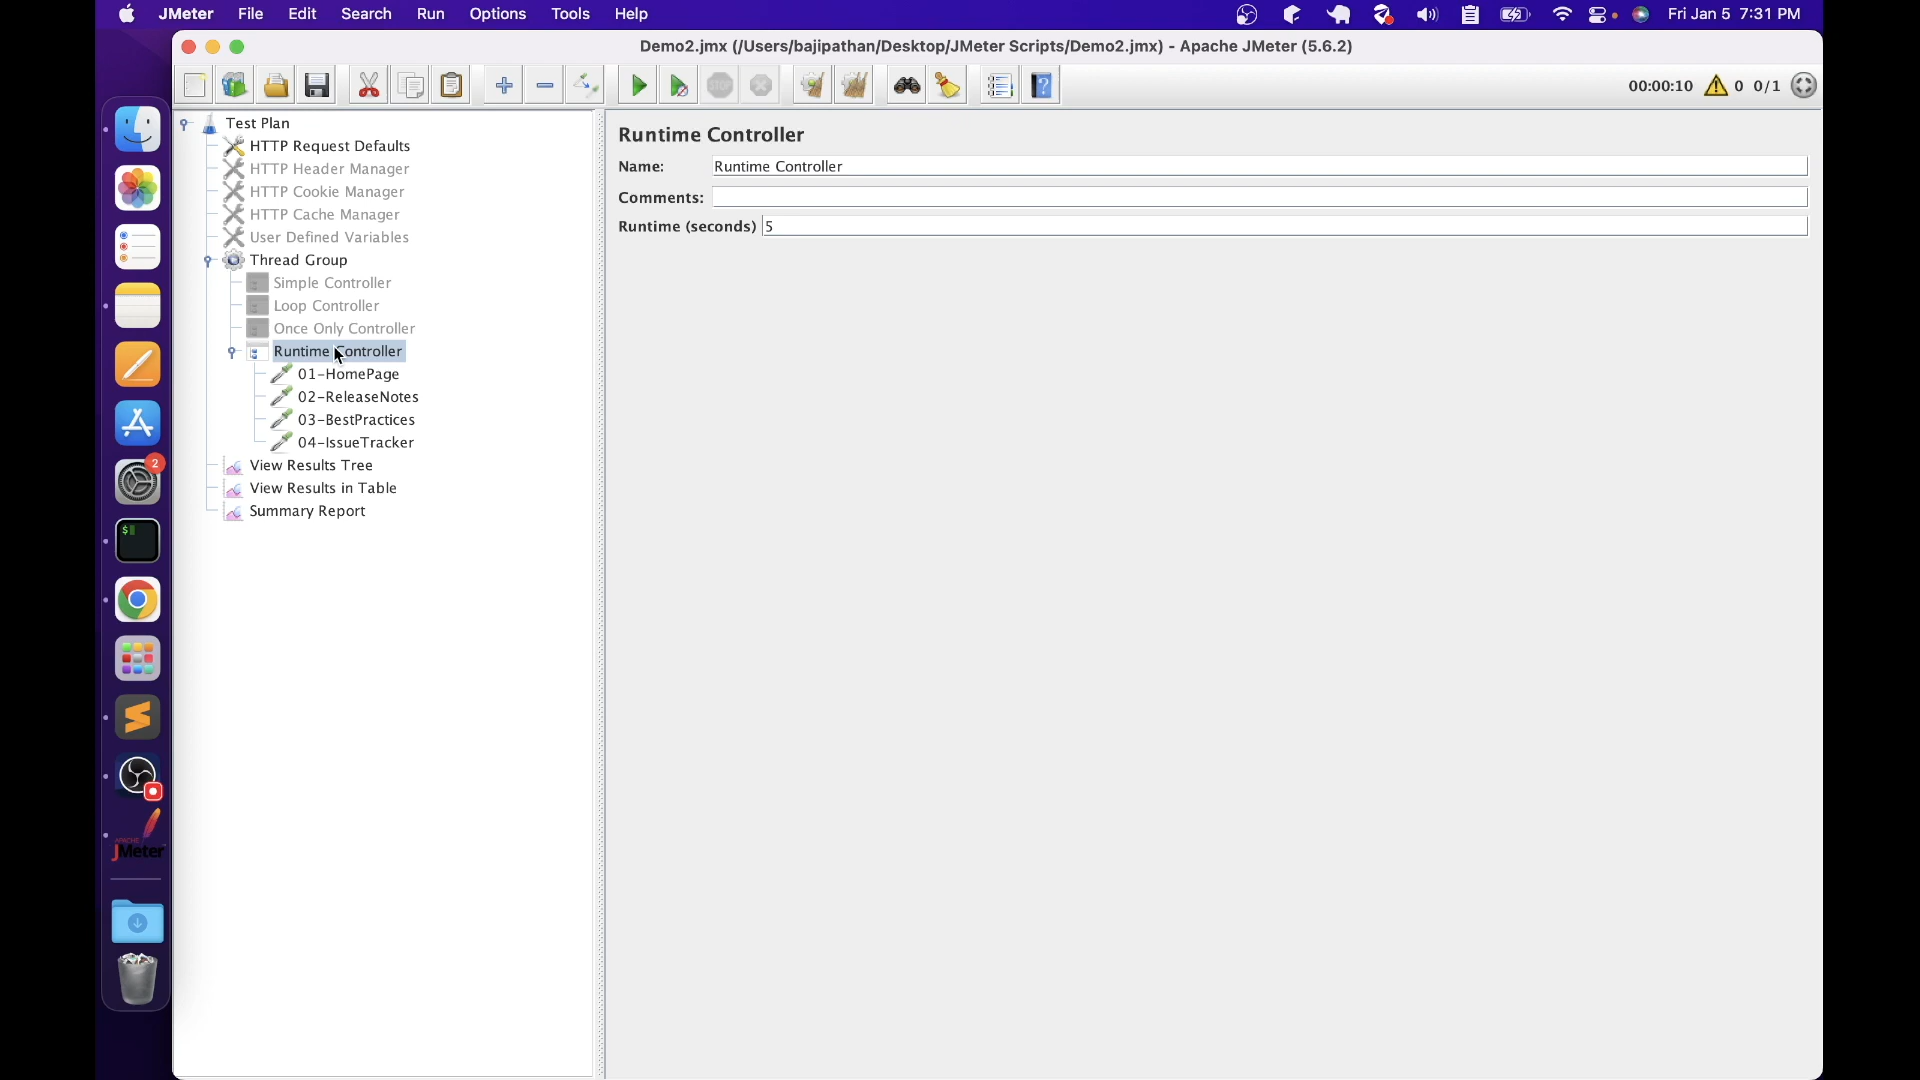 JMeter File Edit Search Run Options Tools Help Fri Jan 5 7:31 PM
Demo2.jmx (/Users/bajipathan/Desktop/JMeter Scripts/Demo2.jmx) - Apache JMeter (5.6.2)
STOP 00:00:10 0 0/1
Test Plan
HTTP Request Defaults
HTTP Header Manager
HTTP Cookie Manager
HTTP Cache Manager
User Defined Variables
Thread Group
Simple Controller
Loop Controller
Once Only Controller
Runtime Controller
01-HomePage
02-ReleaseNotes
03-BestPractices
04-IssueTracker
View Results Tree
View Results in Table
Summary Report
Runtime Controller
Name: Runtime Controller
Comments:
Runtime (seconds) 5
2
$
APACHE
JMeter